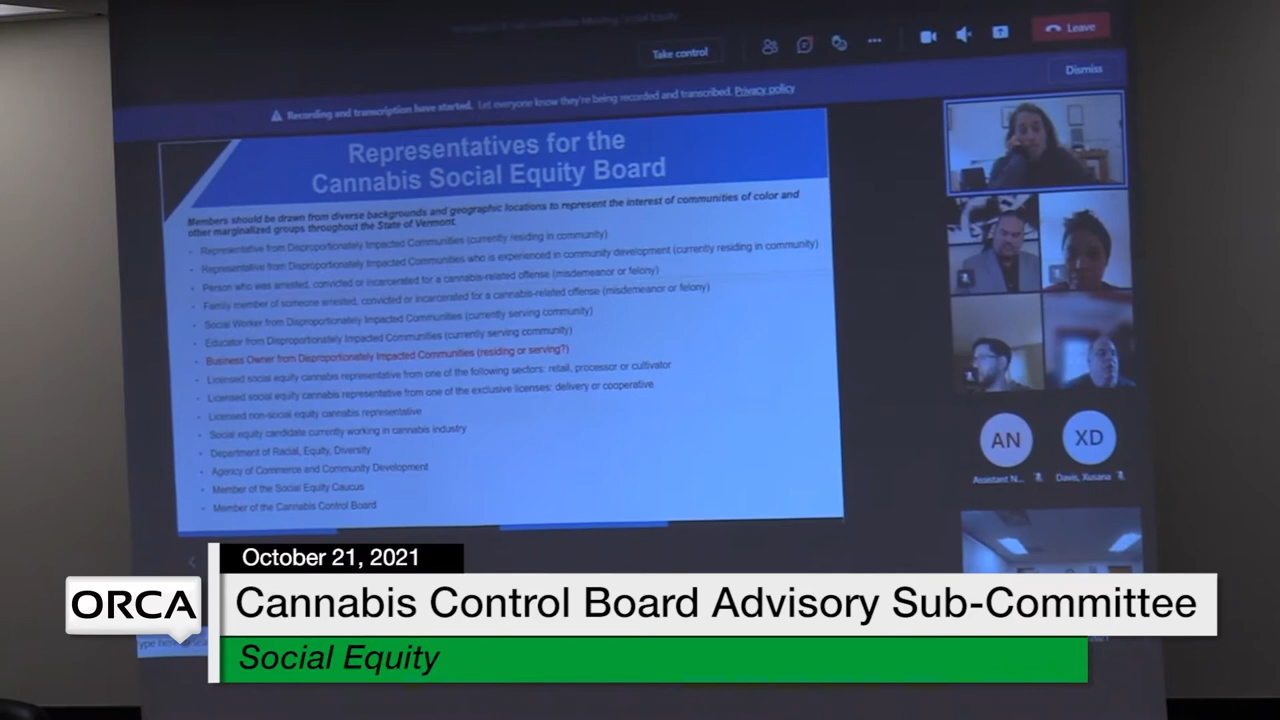 Take control
Leave
Recording and transcription have started. Let everyone know they're being recorded and transcribed. Privacy policy
Dismiss
Representatives for the
Cannabis Social Equity Board
Members should be drawn from diverse backgrounds and geographic locations to represent the interest of communities of color and
other marginalized groups throughout the State of Vermont.
• Representative from Disproportionately Impacted Communities (currently residing in community)
• Representative from Disproportionately Impacted Communities who is experienced in community development (currently residing in community)
• Person who was arrested, convicted or incarcerated for a cannabis-related offense (misdemeanor or felony)
• Family member of someone arrested, convicted or incarcerated for a cannabis-related offense (misdemeanor or felony)
• Social Worker from Disproportionately Impacted Communities (currently serving community)
• Educator from Disproportionately Impacted Communities (currently serving community)
• Business Owner from Disproportionately Impacted Communities (residing or serving?)
• Licensed social equity cannabis representative from one of the following sectors: retail, processor or cultivator
• Licensed social equity cannabis representative from one of the exclusive licenses: delivery or cooperative
• Licensed non-social equity cannabis representative
• Social equity candidate currently working in cannabis industry
• Department of Racial, Equity, Diversity
• Agency of Commerce and Community Development
• Member of the Social Equity Caucus
• Member of the Cannabis Control Board
AN
XD
Assistant N...
Davis, Xusana
October 21, 2021
ORCA
Cannabis Control Board Advisory Sub-Committee
Social Equity